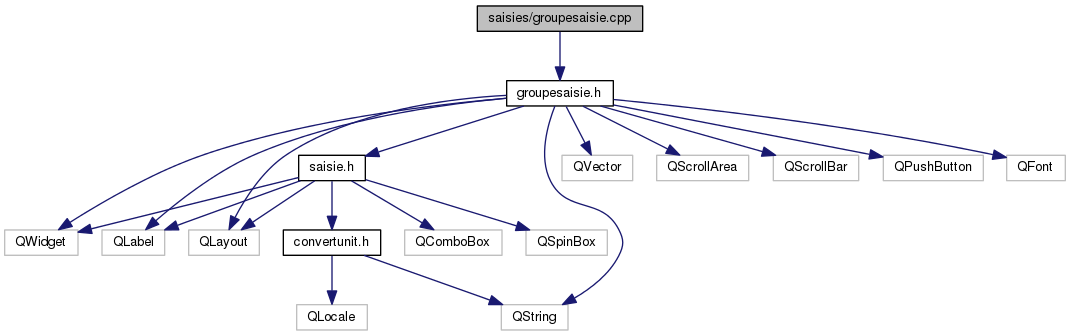 saisies/groupesaisie.cpp
groupesaisie.h
saisie.h
QVector
QScrollArea
QScrollBar
QPushButton
QFont
QWidget
QLabel
QLayout
convertunit.h
QComboBox
QSpinBox
QLocale
QString